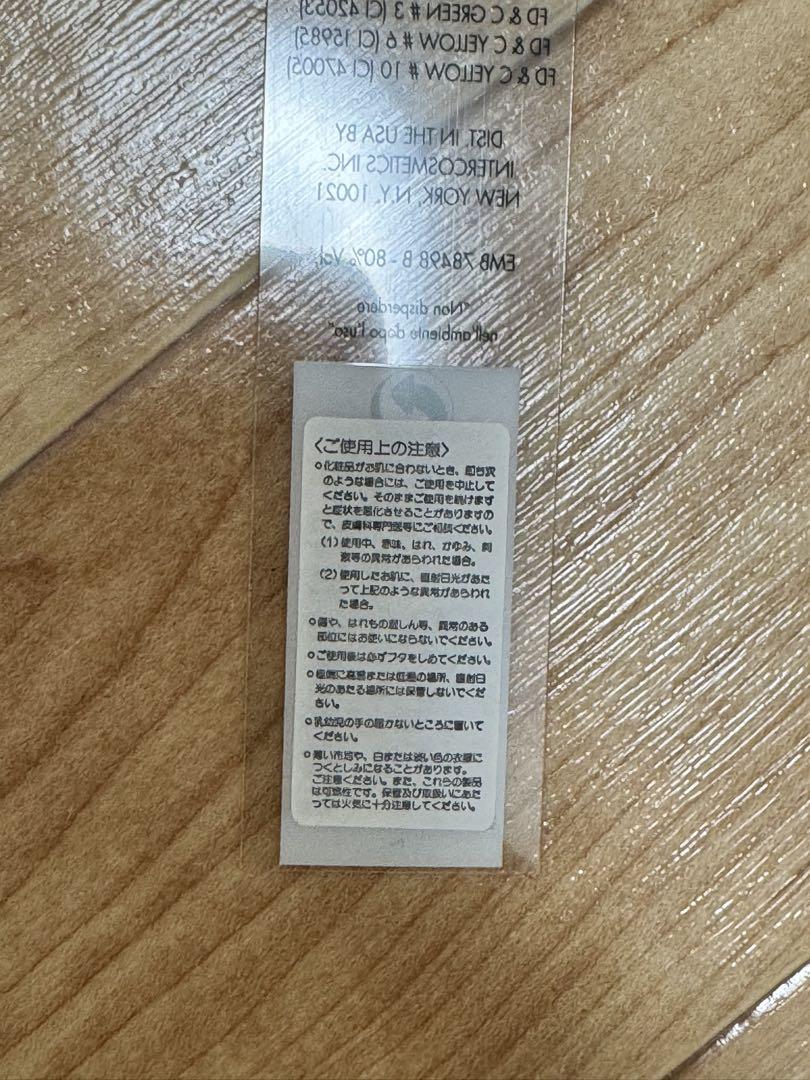 FD & C GREEN # 3 (CI 42053)
FD & C YELLOW # 6 (CI 15985)
FD & C YELLOW # 10 (CI 47005)
DIST. IN THE USA BY
INTERCOSMETICS INC.
NEW YORK, N.Y. 10021
EMB 78498 B - 80% Vol.
"Non disperdere
nell'ambiente dopo l'uso"
〈ご使用上の注意〉
○化粧品がお肌に合わないとき、即ち次
のような場合には、ご使用を中止して
ください。そのままご使用を続けますと
と症状を悪化させることがありますの
で、皮膚科専門医等にご相談ください。
(1)使用中、赤味、はれ、かゆみ、刺
激等の異常があらわれた場合。
(2)使用したお肌に、直射日光があた
って上記のような異常があらわれ
た場合。
○傷や、はれもの湿しん等、異常のある
部位にはお使いにならないでください。
○ご使用後は必ずフタをしめてください。
○極端に高温または低温の場所、直射日
光のあたる場所には保管しないでくだ
さい。
○乳幼児の手の届かないところに置いて
ください。
○薄い布地や、白または淡い色の衣類に
つくとしみになることがあります。
ご注意ください。また、これらの製品
は可燃性です。保管及び取扱いにあた
っては火気に十分注意してください。